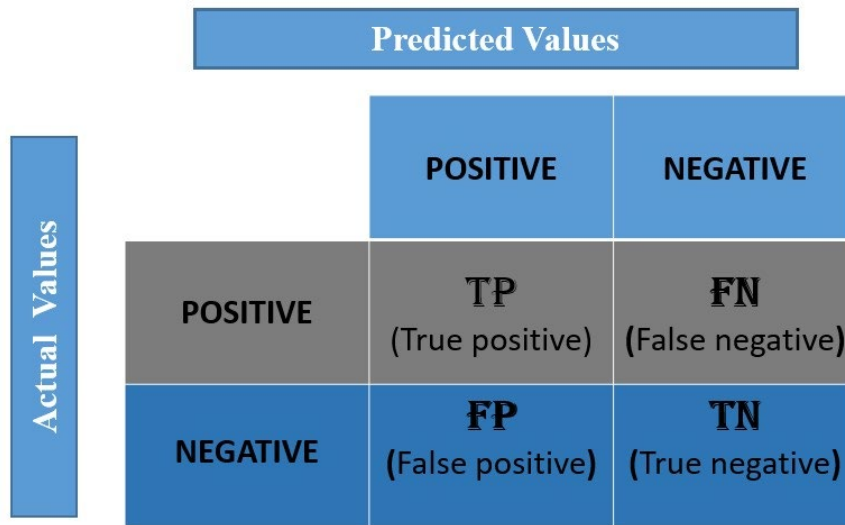 Predicted Values
Actual Values
POSITIVE NEGATIVE
POSITIVE
TP
(True positive)
FN
(False negative)
NEGATIVE
FP
(False positive)
TN
(True negative)